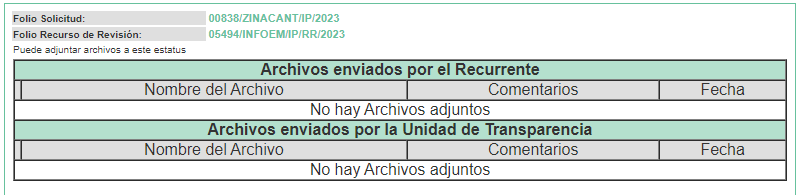 Folio Solicitud: 00838/ZINACANT/IP/2023
Folio Recurso de Revisión: 05494/INFOEM/IP/RR/2023
Puede adjuntar archivos a este estatus
Archivos enviados por el Recurrente
Nombre del Archivo Comentarios Fecha
No hay Archivos adjuntos
Archivos enviados por la Unidad de Transparencia
Nombre del Archivo Comentarios Fecha
No hay Archivos adjuntos